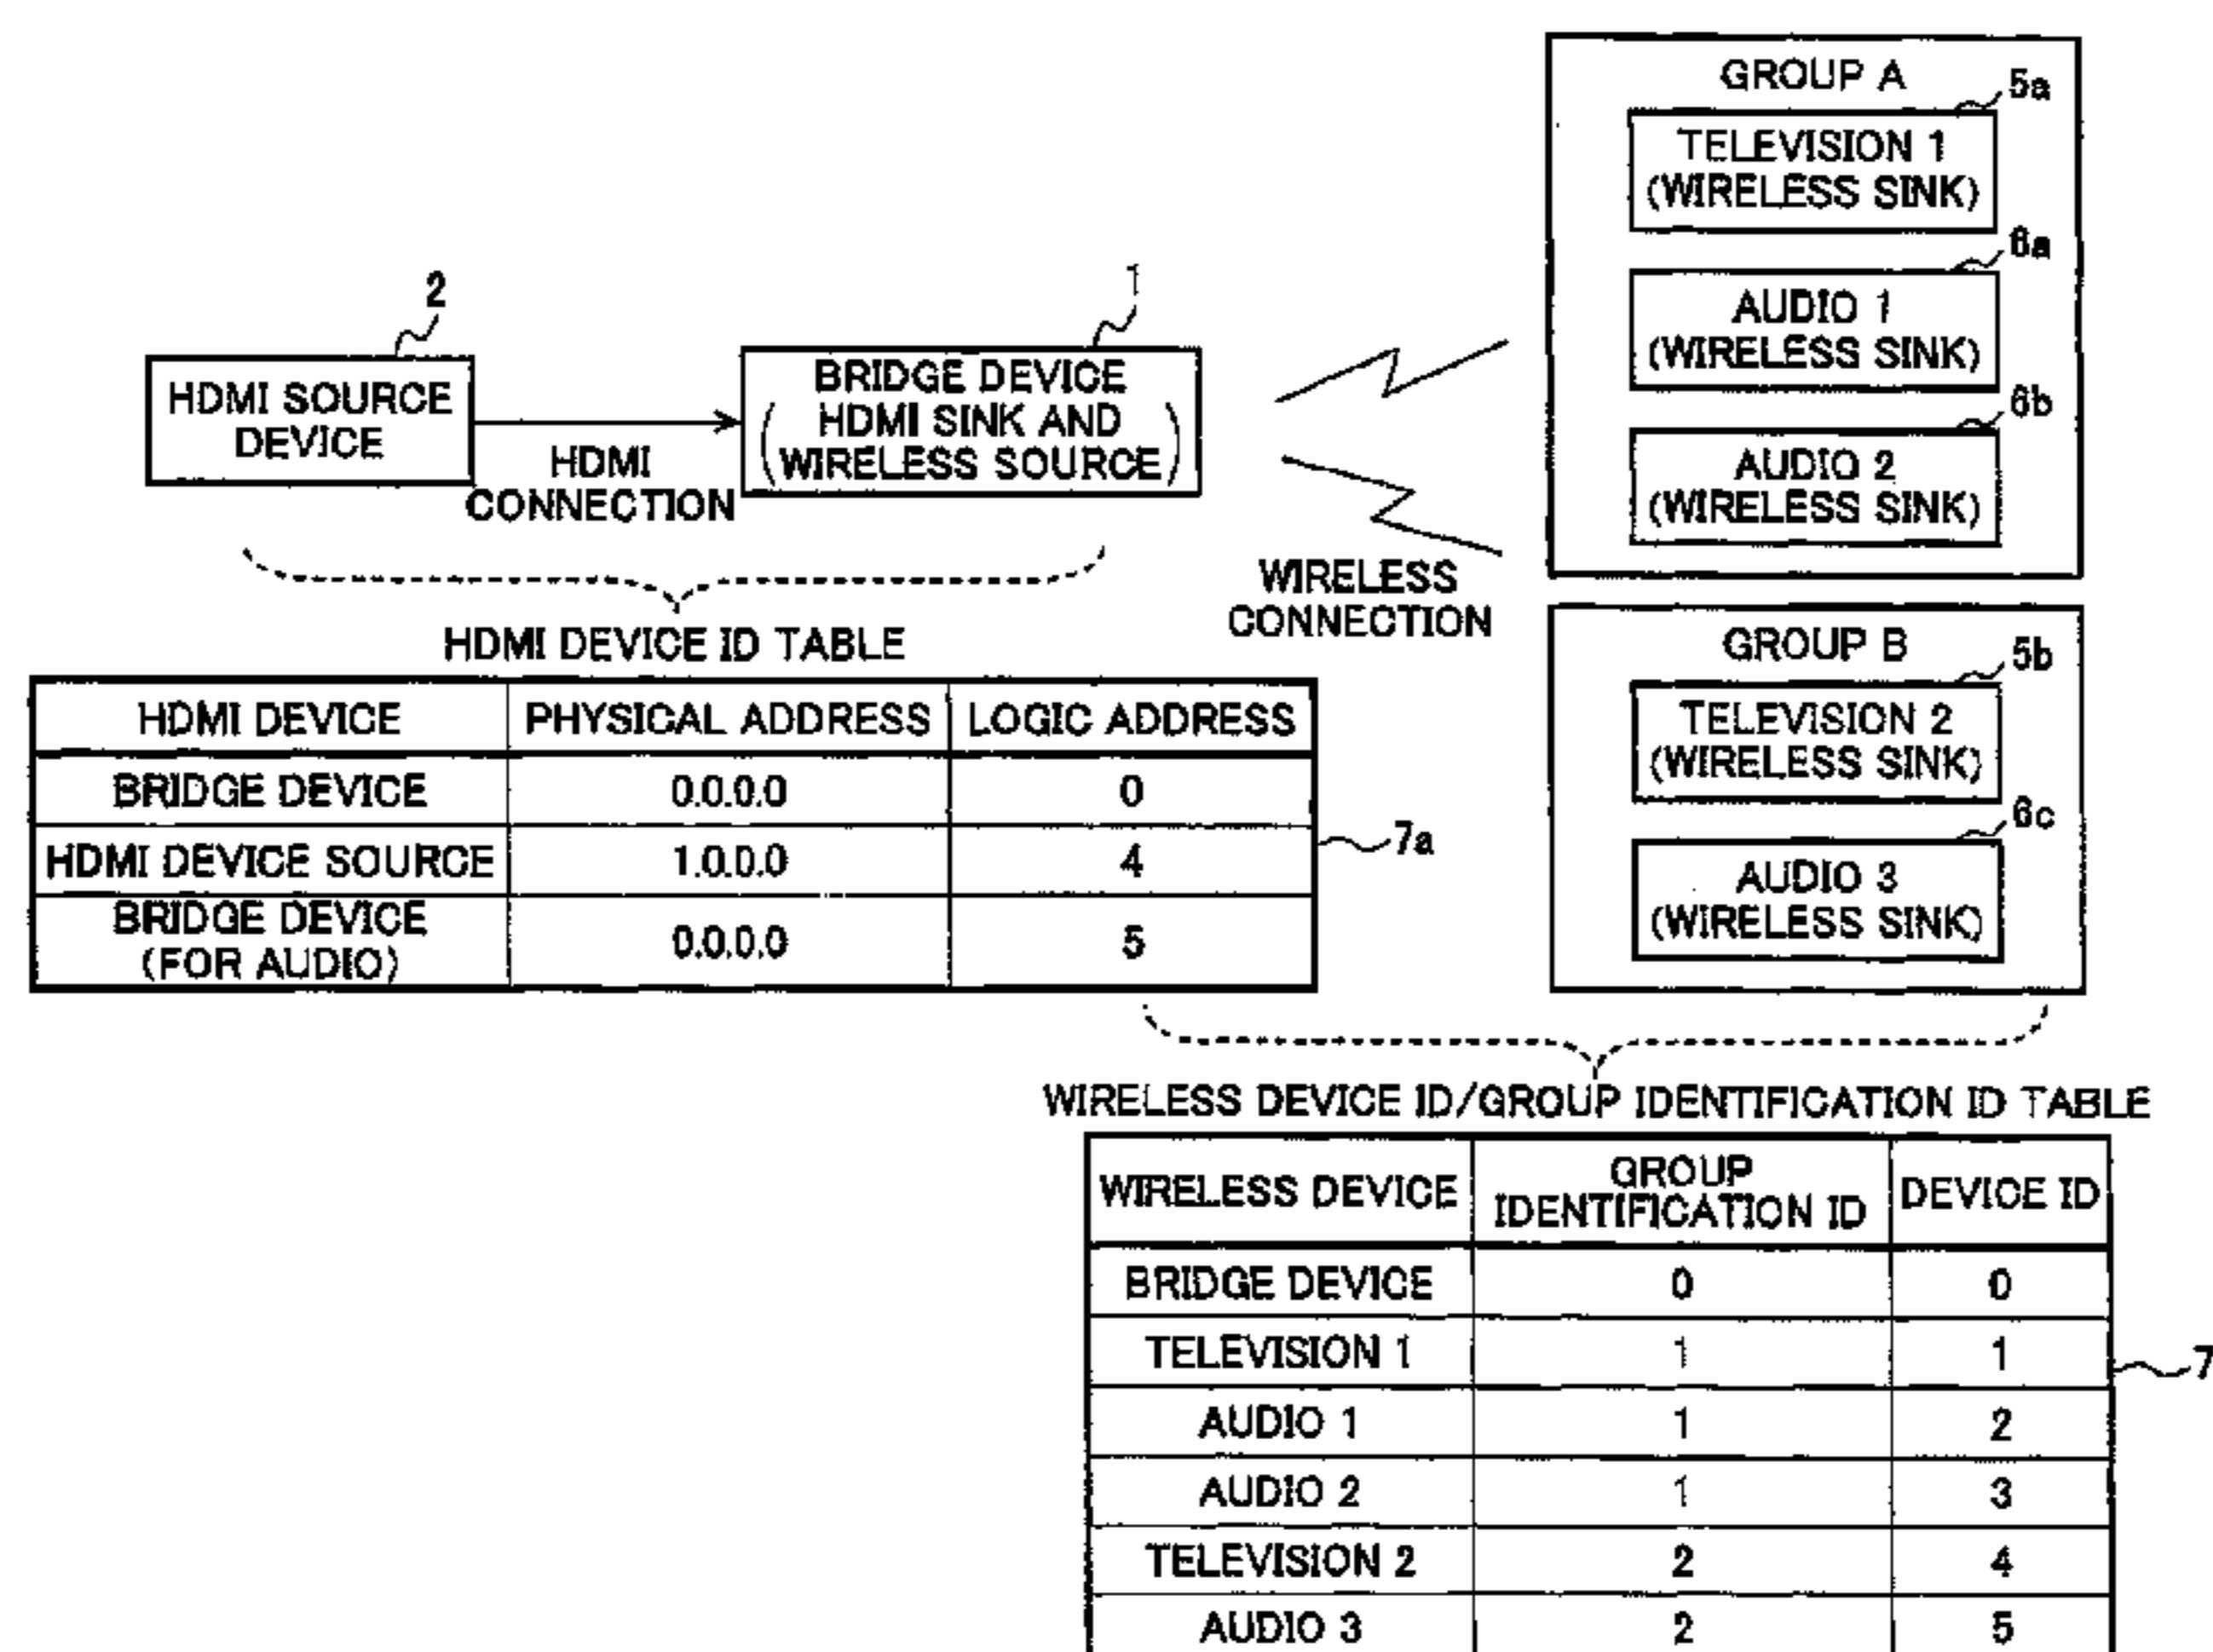 2
HDMI SOURCE
DEVICE
HDMI
CONNECTION
1
BRIDGE DEVICE
HDMI SINK AND
WIRELESS SOURCE
WIRELESS
CONNECTION
GROUP A
5a
TELEVISION 1
(WIRELESS SINK)
6a
AUDIO 1
(WIRELESS SINK)
6b
AUDIO 2
(WIRELESS SINK)
GROUP B
5b
TELEVISION 2
(WIRELESS SINK)
6c
AUDIO 3
(WIRELESS SINK)
HDMI DEVICE ID TABLE
HDMI DEVICE PHYSICAL ADDRESS LOGIC ADDRESS
BRIDGE DEVICE 0.0.0.0 0
HDMI DEVICE SOURCE 1.0.0.0 4
BRIDGE DEVICE
(FOR AUDIO) 0.0.0.0 5
7a
WIRELESS DEVICE ID/GROUP IDENTIFICATION ID TABLE
WIRELESS DEVICE GROUP
IDENTIFICATION ID DEVICE ID
BRIDGE DEVICE 0 0
TELEVISION 1 1 1
AUDIO 1 1 2
AUDIO 2 1 3
TELEVISION 2 2 4
AUDIO 3 2 5
7